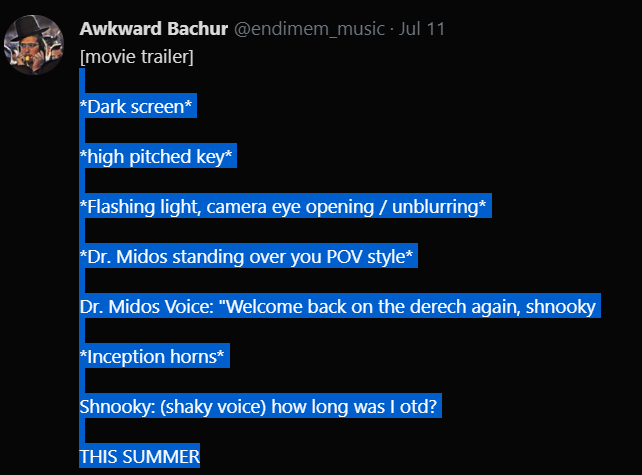 Awkward Bachur @endimem_music · Jul 11
[movie trailer]
*Dark screen*
*high pitched key*
*Flashing light, camera eye opening / unblurring*
*Dr. Midos standing over you POV style*
Dr. Midos Voice: "Welcome back on the derech again, shnooky
*Inception horns*
Shnooky: (shaky voice) how long was I otd?
THIS SUMMER